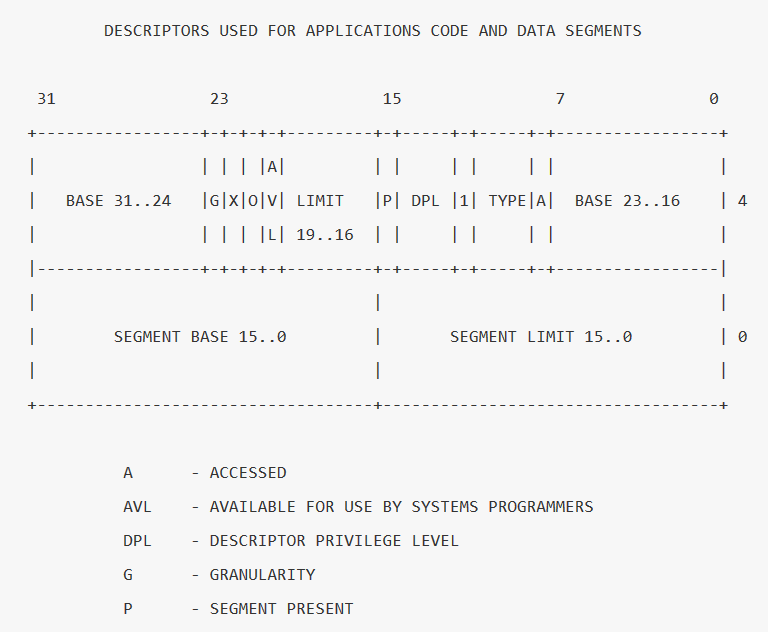 DESCRIPTORS USED FOR APPLICATIONS CODE AND DATA SEGMENTS
 31                23                15                7               0
+-----------------+-+-+-+-+---------+-+-----+-+-----+-+-----------------+
|                 | | | |A|         | |     | |     | |                 |
|   BASE 31..24   |G|X|O|V| LIMIT   |P| DPL |1| TYPE|A|  BASE 23..16    | 4
|                 | | | |L| 19..16  | |     | |     | |                 |
|-----------------+-+-+-+-+---------+-+-----+-+-----+-+-----------------|
|                                   |                                   |
|        SEGMENT BASE 15..0         |       SEGMENT LIMIT 15..0         | 0
|                                   |                                   |
+-----------------------------------+-----------------------------------+
A      - ACCESSED
AVL    - AVAILABLE FOR USE BY SYSTEMS PROGRAMMERS
DPL    - DESCRIPTOR PRIVILEGE LEVEL
G      - GRANULARITY
P      - SEGMENT PRESENT